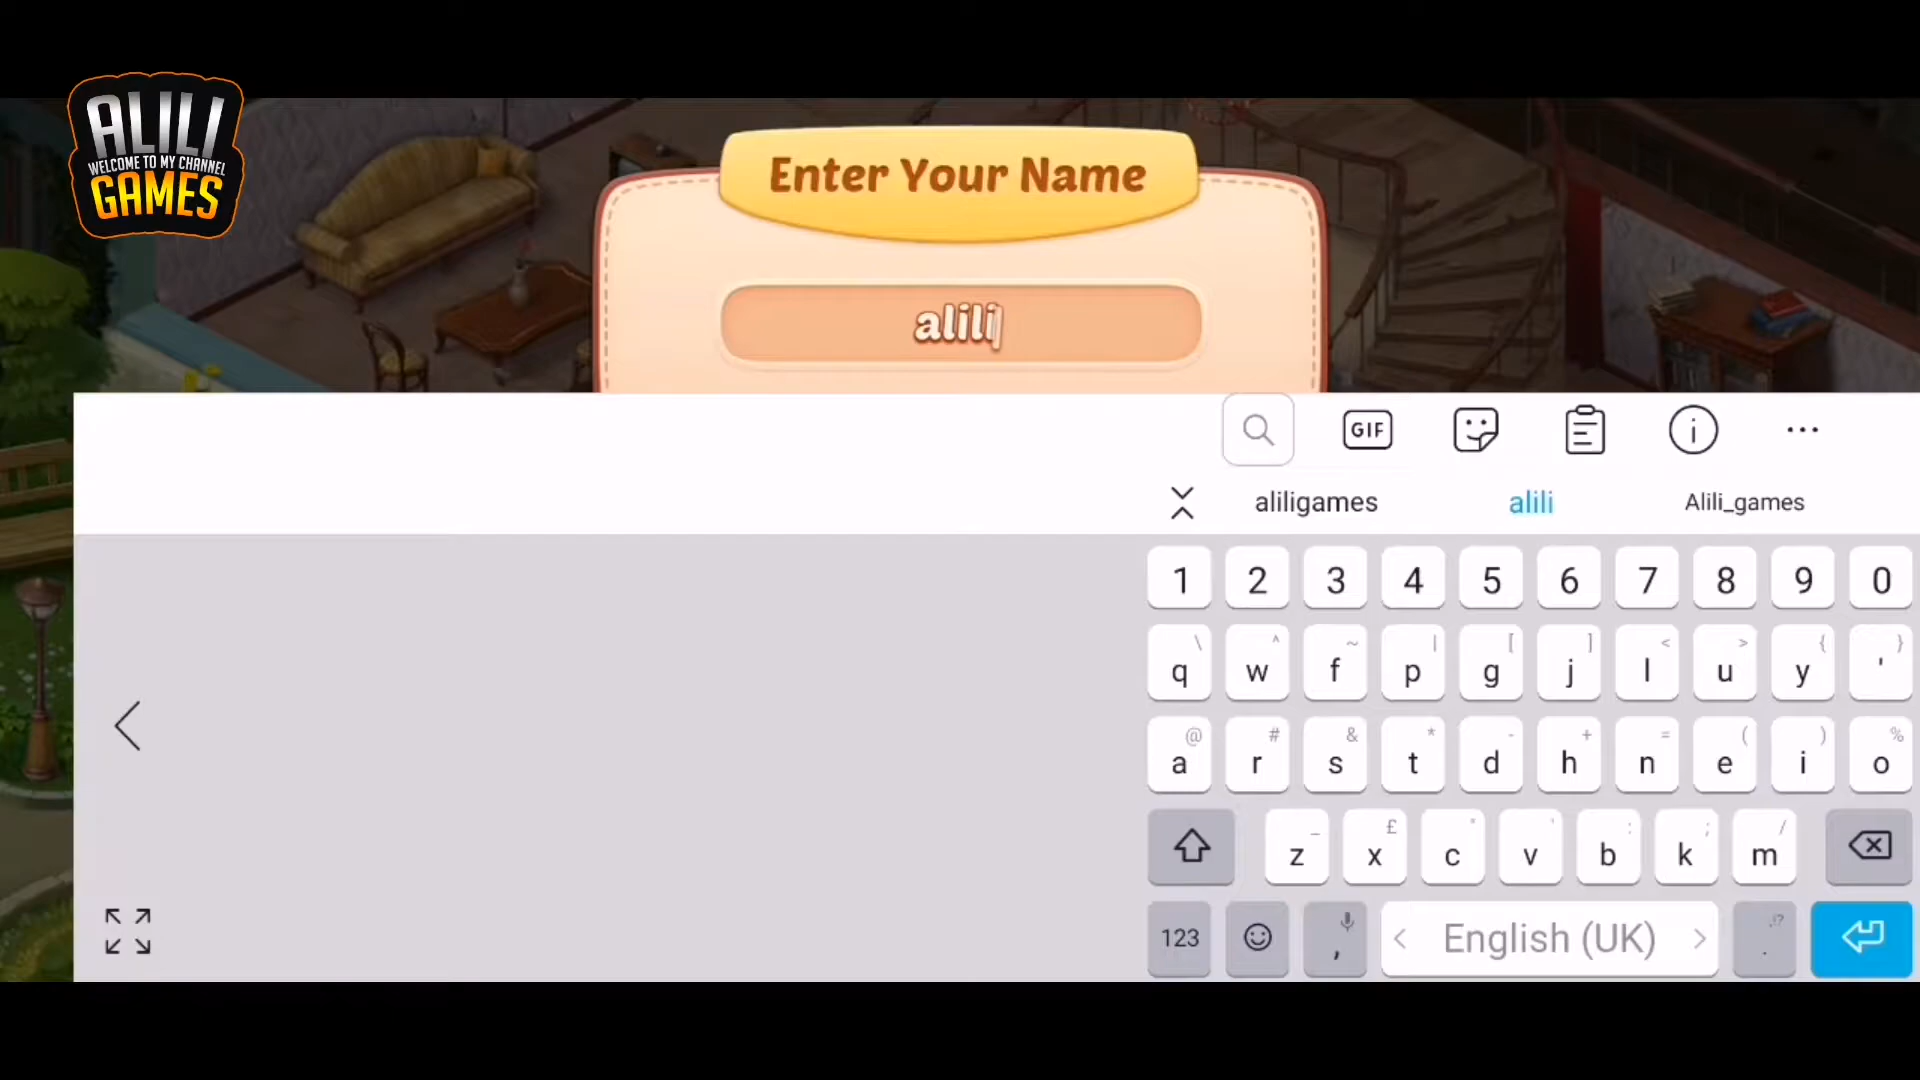 ALILI
WELCOME TO MY CHANNEL
GAMES
Enter Your Name
alili
GIF
aliligames alili Alili_games
1 2 3 4 5 6 7 8 9 0
\ ^ ~ | [ ] < > { }
q w f p g j l u y '
@ # & * - + = ( ) %
a r s t d h n e i o
_ £ " ' : ; /
z x c v b k m
123 , English (UK) .
,!?